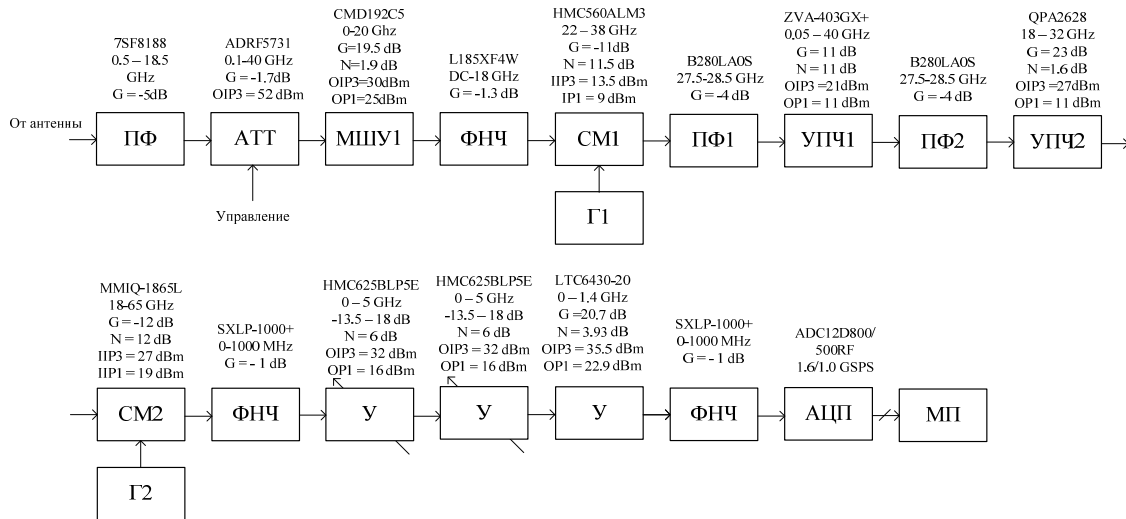 7SF8188
0.5 – 18.5
GHz
G = -5dB
ADRF5731
0.1-40 GHz
G = -1.7dB
OIP3 = 52 dBm
CMD192C5
0-20 Ghz
G=19.5 dB
N=1.9 dB
OIP3=30dBm
OP1=25dBm
L185XF4W
DC-18 GHz
G = -1.3 dB
HMC560ALM3
22 – 38 GHz
G = -11dB
N = 11.5 dB
IIP3 = 13.5 dBm
IP1 = 9 dBm
B280LA0S
27.5-28.5 GHz
G = -4 dB
ZVA-403GX+
0,05 – 40 GHz
G = 11 dB
N = 11 dB
OIP3 =21dBm
OP1 = 11 dBm
B280LA0S
27.5-28.5 GHz
G = -4 dB
QPA2628
18 – 32 GHz
G = 23 dB
N = 1.6 dB
OIP3 =27dBm
OP1 = 11 dBm
От антенны
ПФ
АТТ
МШУ1
ФНЧ
СМ1
ПФ1
УПЧ1
ПФ2
УПЧ2
Управление
Г1
MMIQ-1865L
18-65 GHz
G = -12 dB
N = 12 dB
IIP3 = 27 dBm
IIP1 = 19 dBm
SXLP-1000+
0-1000 MHz
G = - 1 dB
HMC625BLP5E
0 – 5 GHz
-13.5 – 18 dB
N = 6 dB
OIP3 = 32 dBm
OP1 = 16 dBm
HMC625BLP5E
0 – 5 GHz
-13.5 – 18 dB
N = 6 dB
OIP3 = 32 dBm
OP1 = 16 dBm
LTC6430-20
0 – 1.4 GHz
G =20.7 dB
N = 3.93 dB
OIP3 = 35.5 dBm
OP1 = 22.9 dBm
SXLP-1000+
0-1000 MHz
G = - 1 dB
ADC12D800/
500RF
1.6/1.0 GSPS
СМ2
ФНЧ
У
У
У
ФНЧ
АЦП
МП
Г2